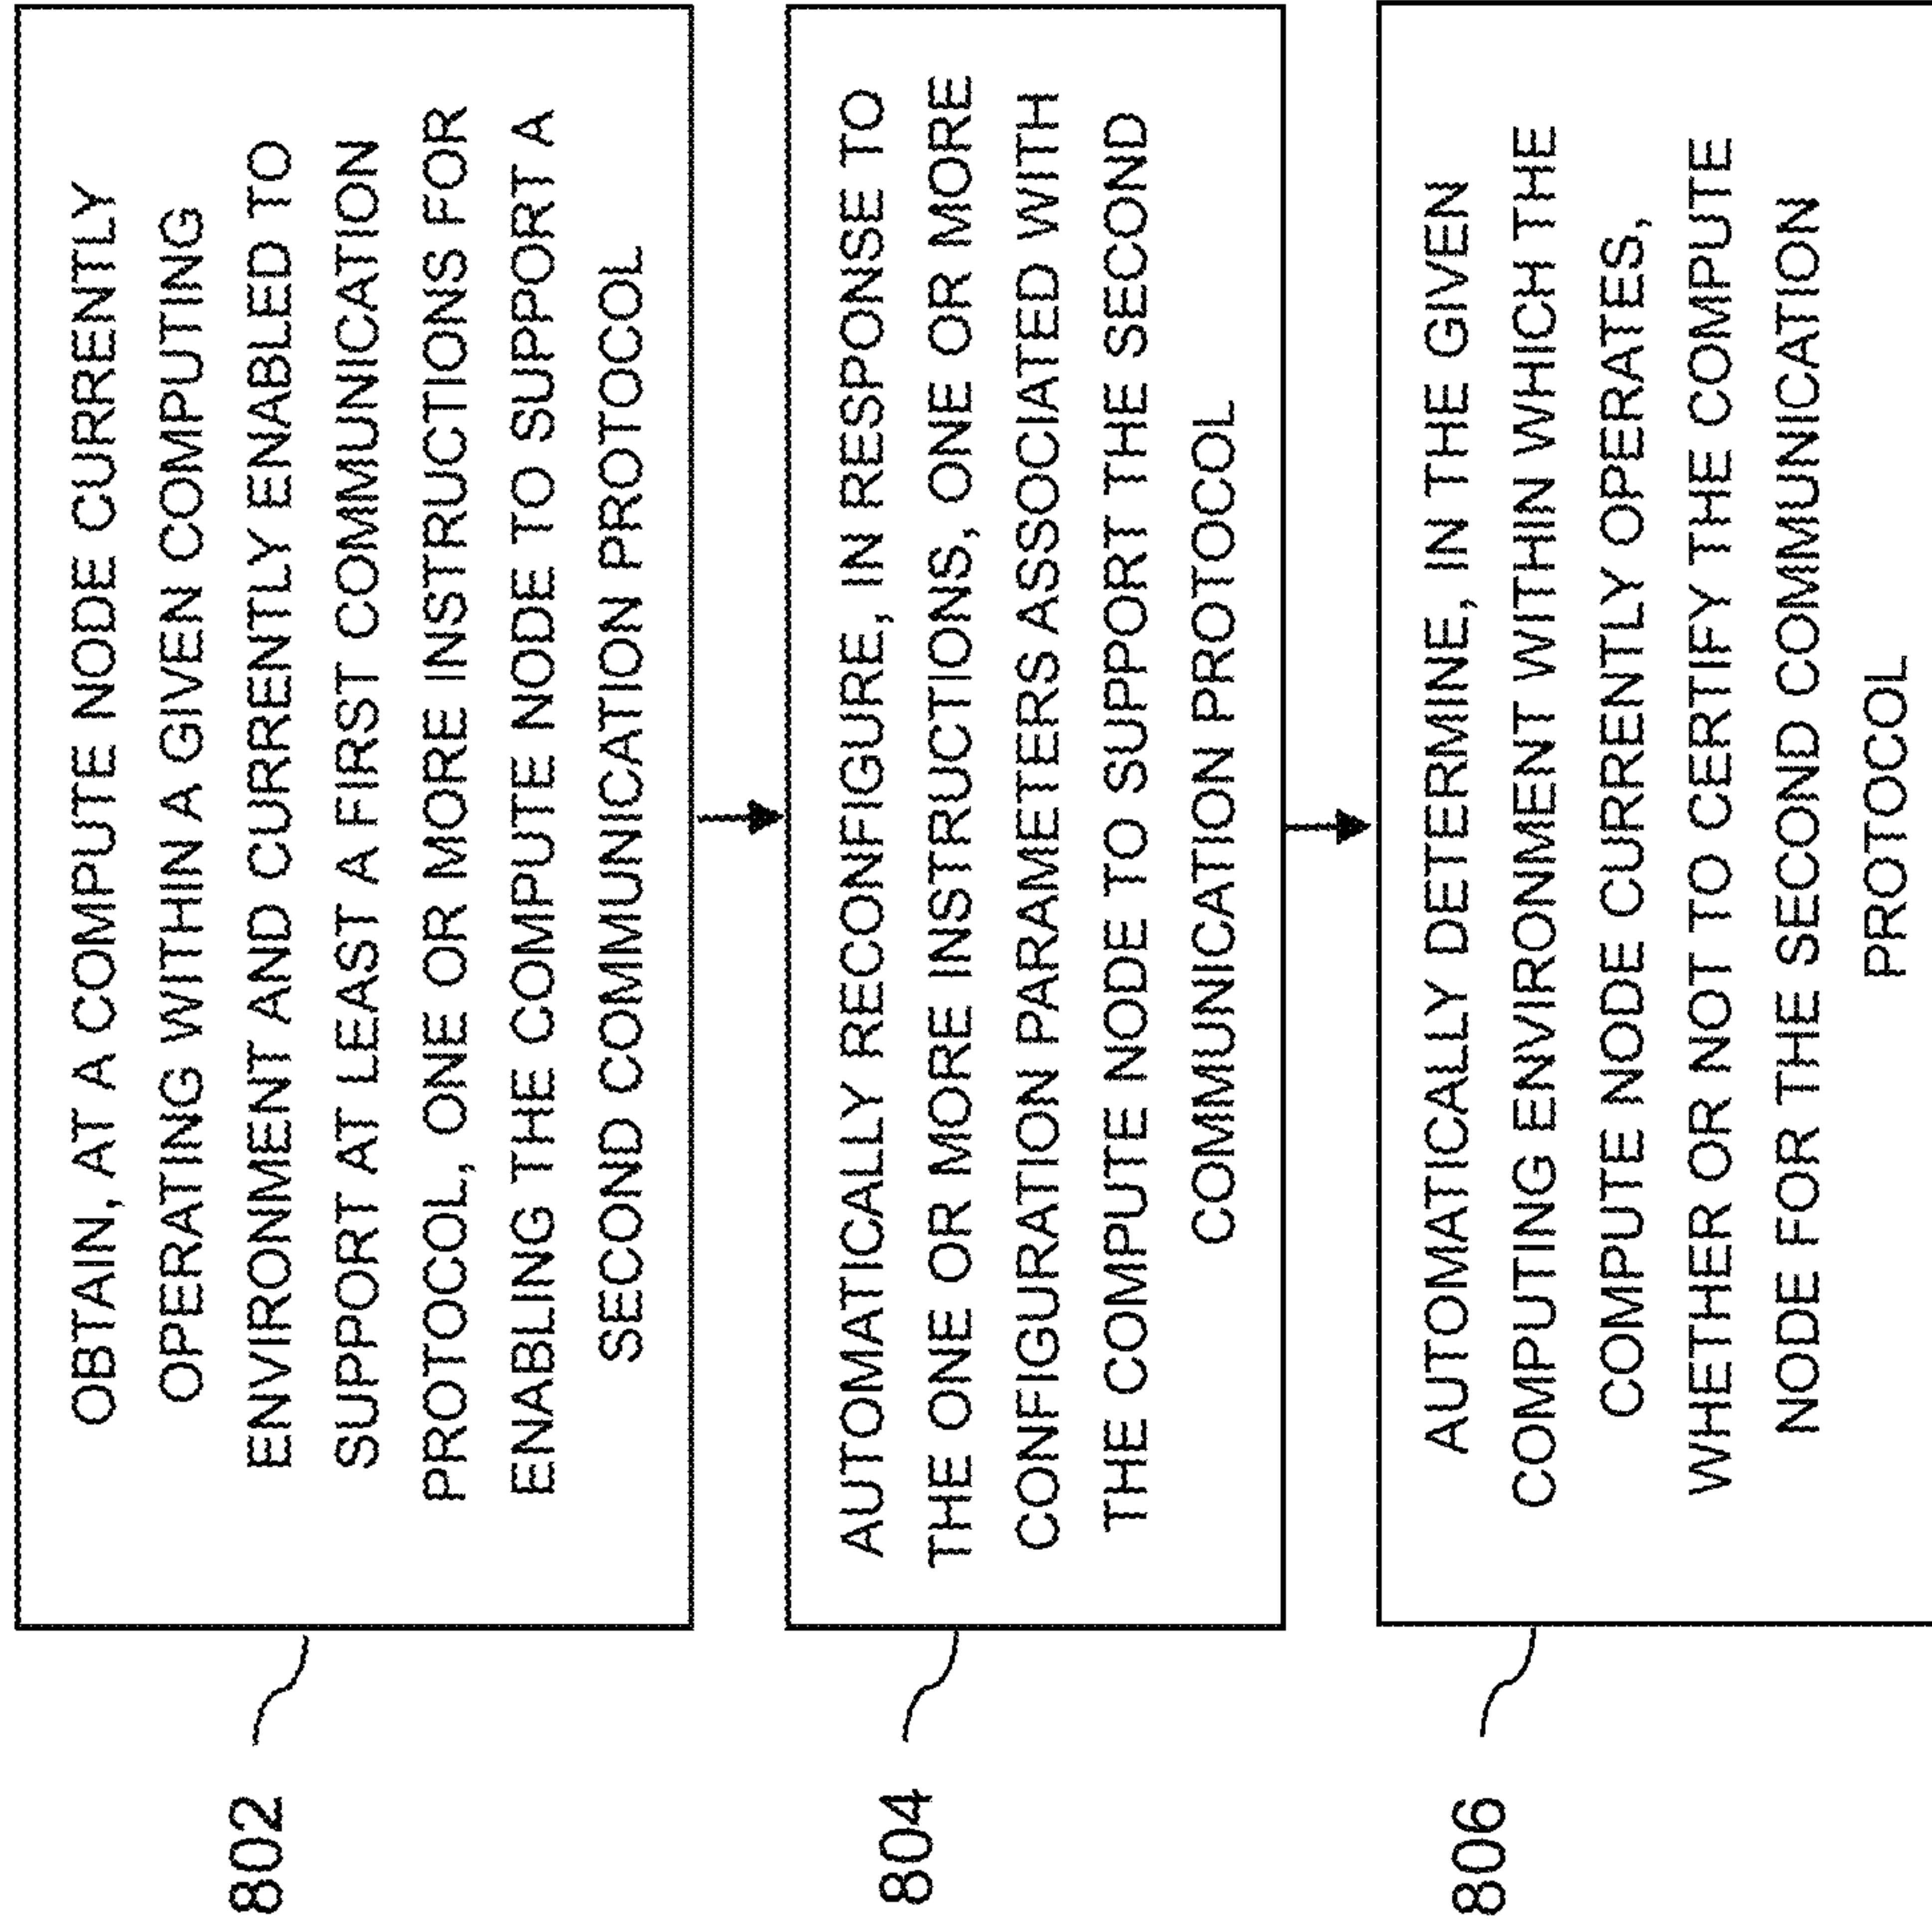 802
OBTAIN, AT A COMPUTE NODE CURRENTLY
OPERATING WITHIN A GIVEN COMPUTING
ENVIRONMENT AND CURRENTLY ENABLED TO
SUPPORT AT LEAST A FIRST COMMUNICATION
PROTOCOL, ONE OR MORE INSTRUCTIONS FOR
ENABLING THE COMPUTE NODE TO SUPPORT A
SECOND COMMUNICATION PROTOCOL
804
AUTOMATICALLY RECONFIGURE, IN RESPONSE TO
THE ONE OR MORE INSTRUCTIONS, ONE OR MORE
CONFIGURATION PARAMETERS ASSOCIATED WITH
THE COMPUTE NODE TO SUPPORT THE SECOND
COMMUNICATION PROTOCOL
806
AUTOMATICALLY DETERMINE, IN THE GIVEN
COMPUTING ENVIRONMENT WITHIN WHICH THE
COMPUTE NODE CURRENTLY OPERATES,
WHETHER OR NOT TO CERTIFY THE COMPUTE
NODE FOR THE SECOND COMMUNICATION
PROTOCOL